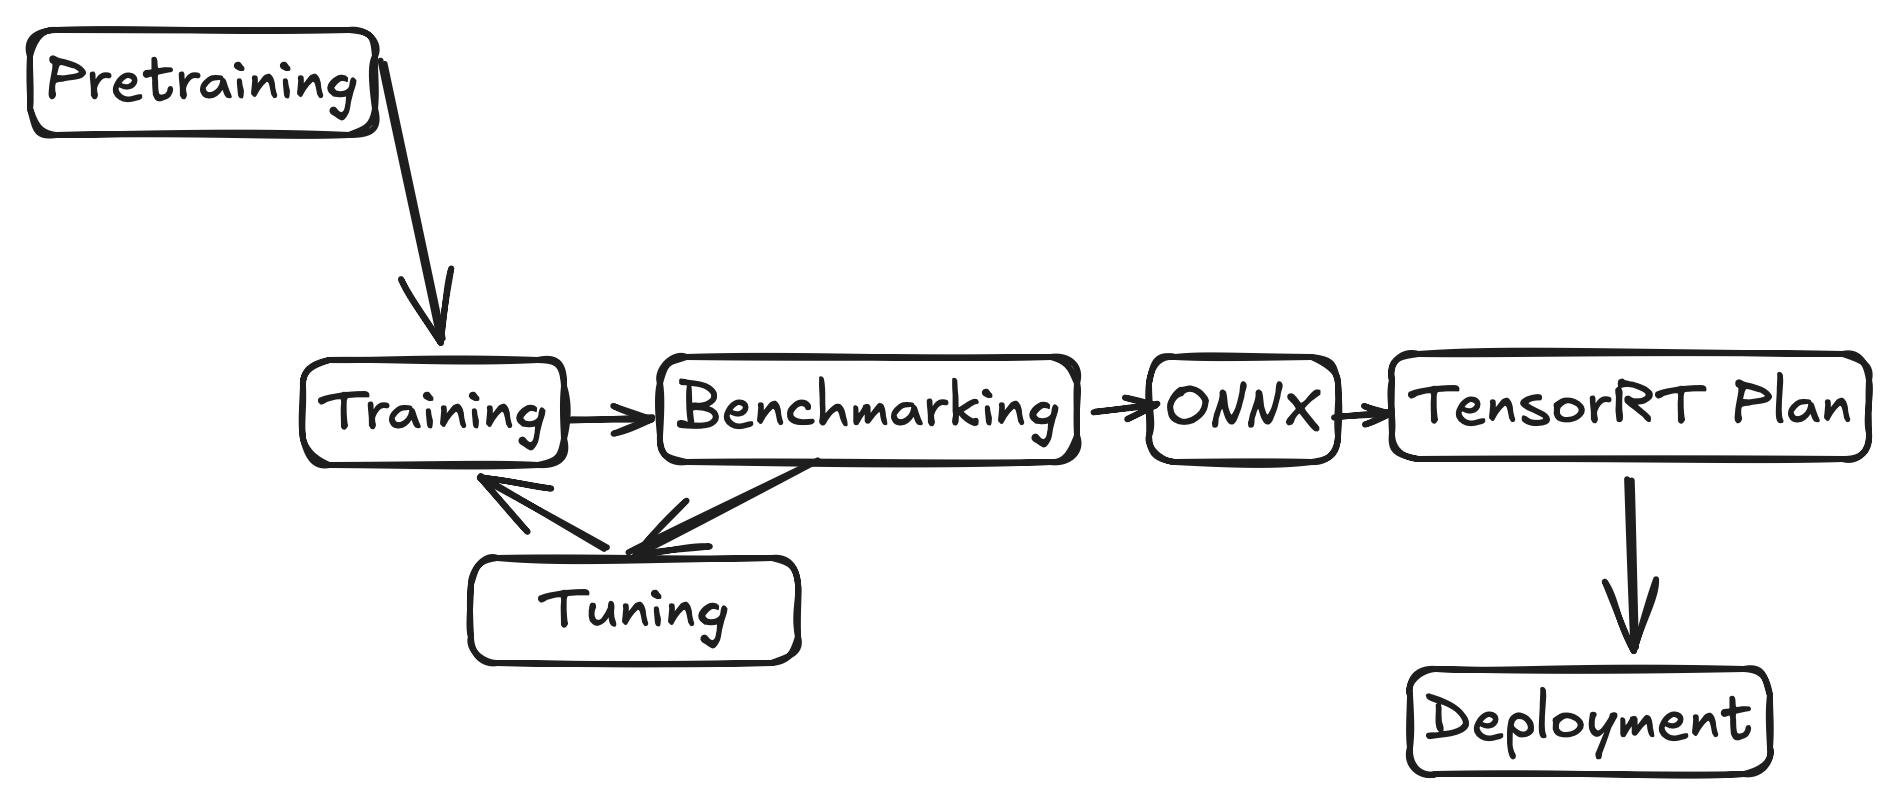 Pretraining
Training
Benchmarking
ONNX
TensorRT Plan
Tuning
Deployment